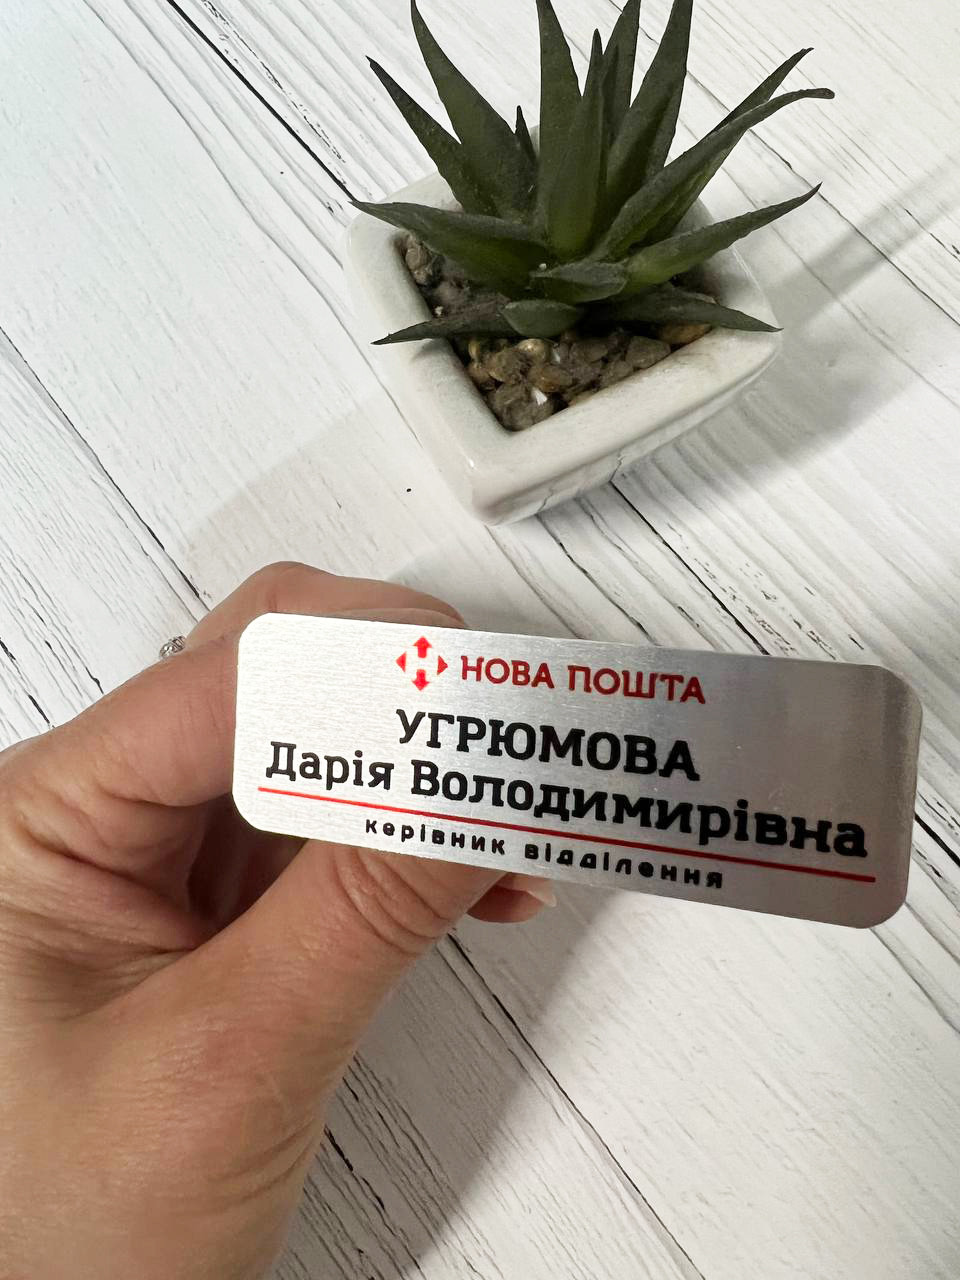 НОВА ПОШТА
УГРЮМОВА
Дарія Володимирівна
керівник відділення